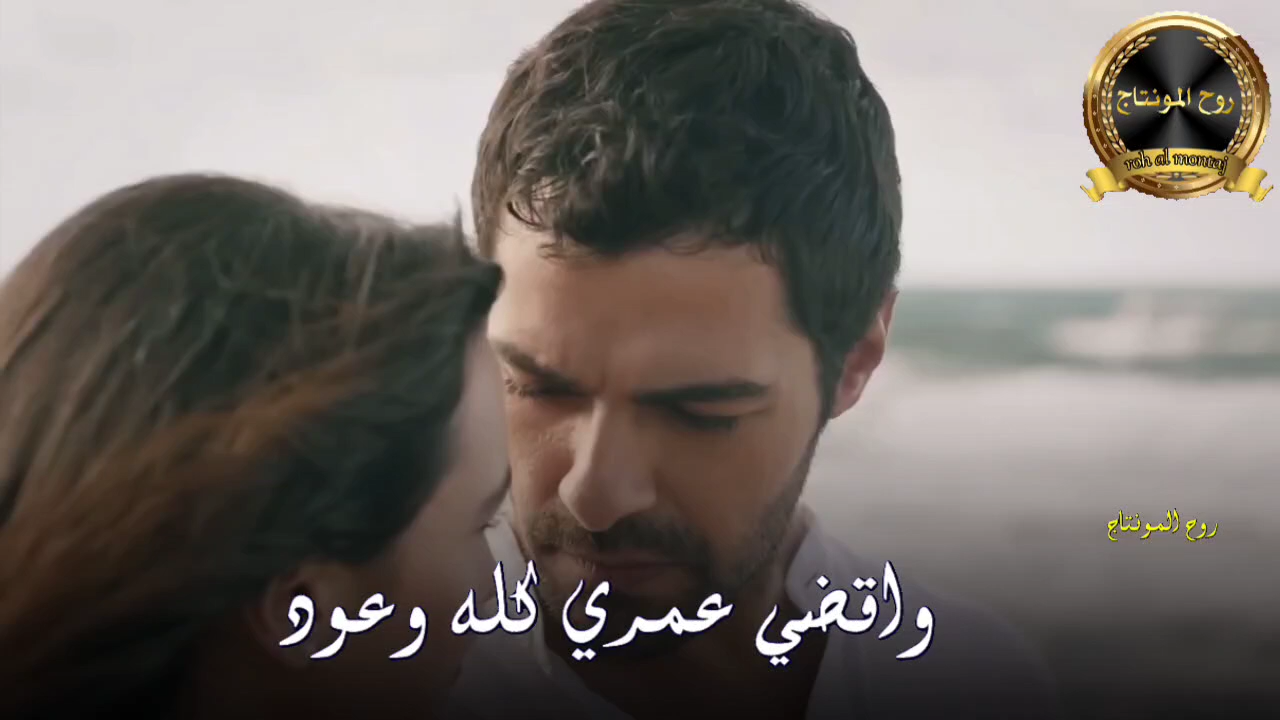 روح المونتاج
roh al montaj
روح المونتاج
واقضي عمري كله وعود